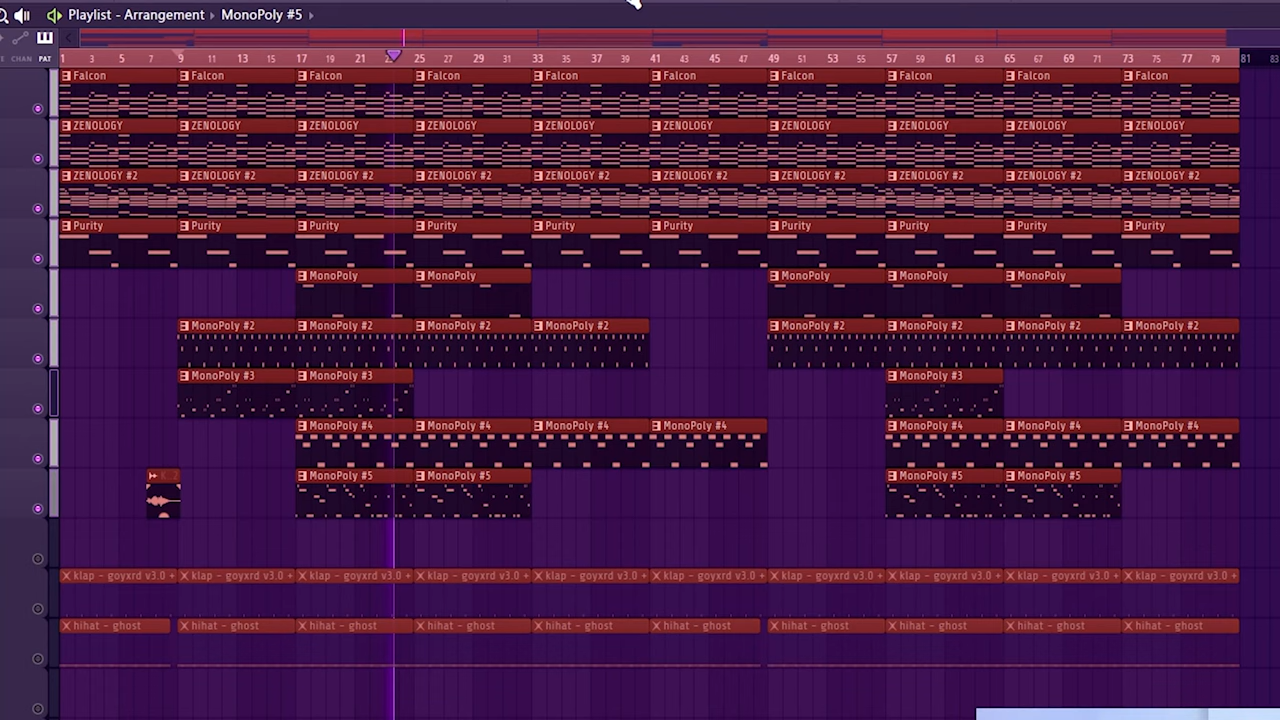 Playlist - Arrangement › MonoPoly #5 ›
CHAN PAT
1 3 5 7 9 11 13 15 17 19 21 25 27 29 31 33 35 37 39 41 43 45 47 49 51 53 55 57 59 61 63 65 67 69 71 73 75 77 79 81 83
Falcon Falcon Falcon Falcon Falcon Falcon Falcon Falcon Falcon Falcon
ZENOLOGY ZENOLOGY ZENOLOGY ZENOLOGY ZENOLOGY ZENOLOGY ZENOLOGY ZENOLOGY ZENOLOGY ZENOLOGY
ZENOLOGY #2 ZENOLOGY #2 ZENOLOGY #2 ZENOLOGY #2 ZENOLOGY #2 ZENOLOGY #2 ZENOLOGY #2 ZENOLOGY #2 ZENOLOGY #2 ZENOLOGY #2
Purity Purity Purity Purity Purity Purity Purity Purity Purity Purity
MonoPoly MonoPoly MonoPoly MonoPoly MonoPoly
MonoPoly #2 MonoPoly #2 MonoPoly #2 MonoPoly #2 MonoPoly #2 MonoPoly #2 MonoPoly #2 MonoPoly #2
MonoPoly #3 MonoPoly #3 MonoPoly #3
MonoPoly #4 MonoPoly #4 MonoPoly #4 MonoPoly #4 MonoPoly #4 MonoPoly #4 MonoPoly #4
MonoPoly #5 MonoPoly #5 MonoPoly #5 MonoPoly #5
klap - goyxrd v3.0 + klap - goyxrd v3.0 + klap - goyxrd v3.0 + klap - goyxrd v3.0 + klap - goyxrd v3.0 + klap - goyxrd v3.0 + klap - goyxrd v3.0 + klap - goyxrd v3.0 + klap - goyxrd v3.0 + klap - goyxrd v3.0 +
hihat - ghost hihat - ghost hihat - ghost hihat - ghost hihat - ghost hihat - ghost hihat - ghost hihat - ghost hihat - ghost hihat - ghost